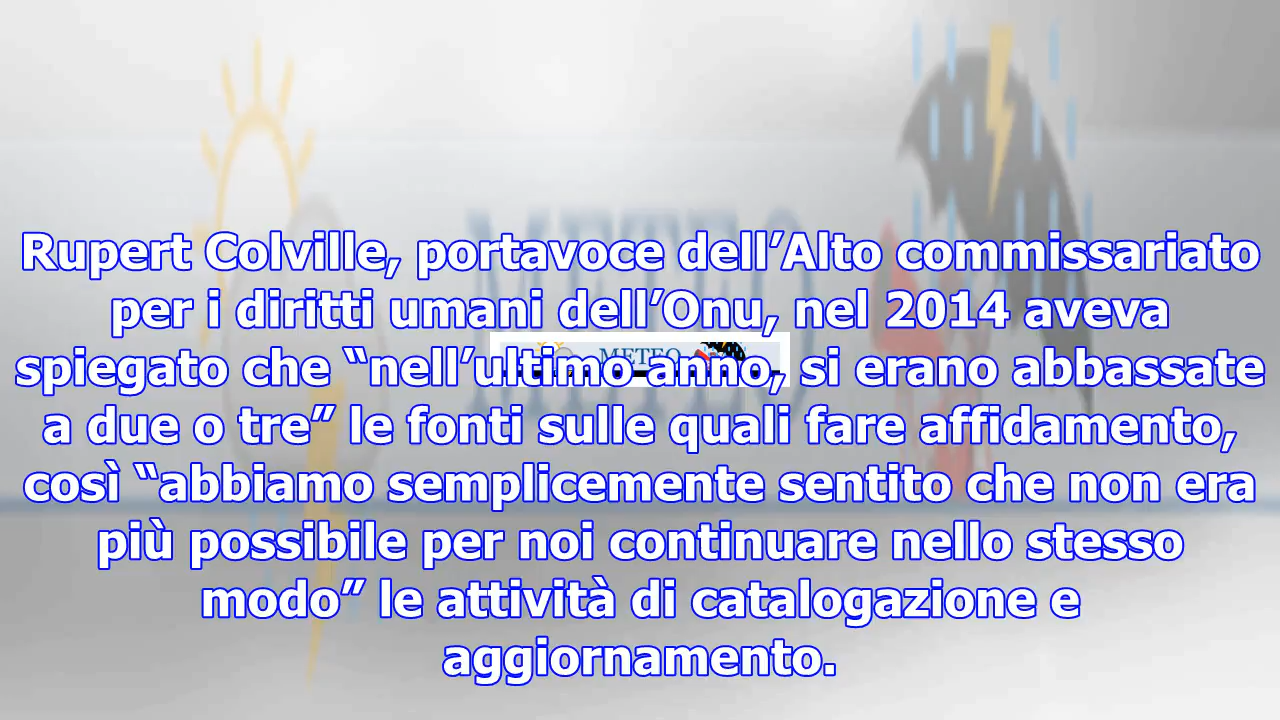 METEO
Rupert Colville, portavoce dell’Alto commissariato
per i diritti umani dell’Onu, nel 2014 aveva
METEO
spiegato che “nell’ultimo anno, si erano abbassate
a due o tre” le fonti sulle quali fare affidamento,
così “abbiamo semplicemente sentito che non era
più possibile per noi continuare nello stesso
modo” le attività di catalogazione e
aggiornamento.